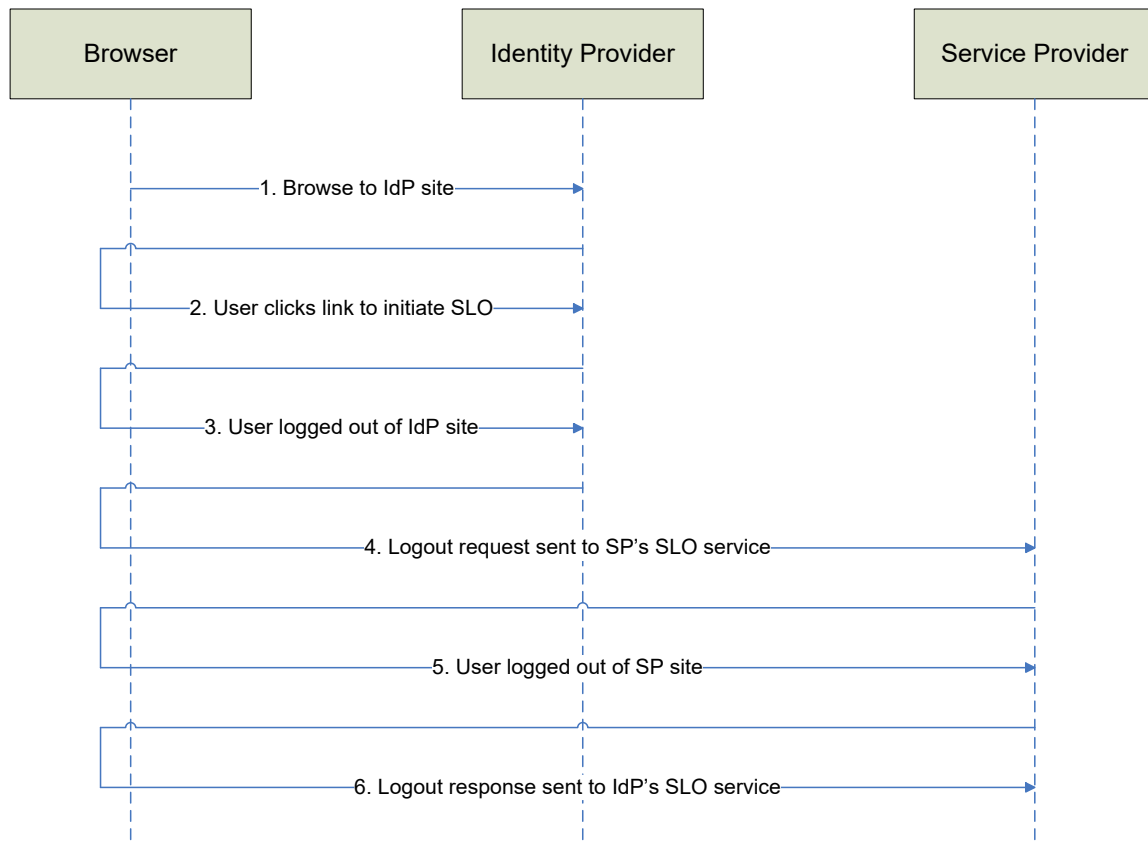 Browser
Identity Provider
Service Provider
1. Browse to IdP site
2. User clicks link to initiate SLO
3. User logged out of IdP site
4. Logout request sent to SP’s SLO service
5. User logged out of SP site
6. Logout response sent to IdP’s SLO service